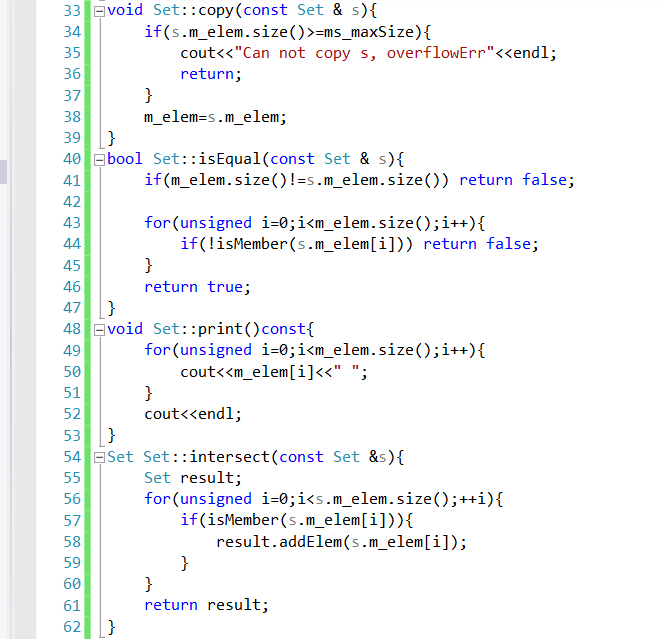 33 void Set::copy(const Set & s){
34     if(s.m_elem.size()>=ms_maxSize){
35         cout<<"Can not copy s, overflowErr"<<endl;
36         return;
37     }
38     m_elem=s.m_elem;
39 }
40 bool Set::isEqual(const Set & s){
41     if(m_elem.size()!=s.m_elem.size()) return false;
42
43     for(unsigned i=0;i<m_elem.size();i++){
44         if(!isMember(s.m_elem[i])) return false;
45     }
46     return true;
47 }
48 void Set::print()const{
49     for(unsigned i=0;i<m_elem.size();i++){
50         cout<<m_elem[i]<<" ";
51     }
52     cout<<endl;
53 }
54 Set Set::intersect(const Set &s){
55     Set result;
56     for(unsigned i=0;i<s.m_elem.size();++i){
57         if(isMember(s.m_elem[i])){
58             result.addElem(s.m_elem[i]);
59         }
60     }
61     return result;
62 }